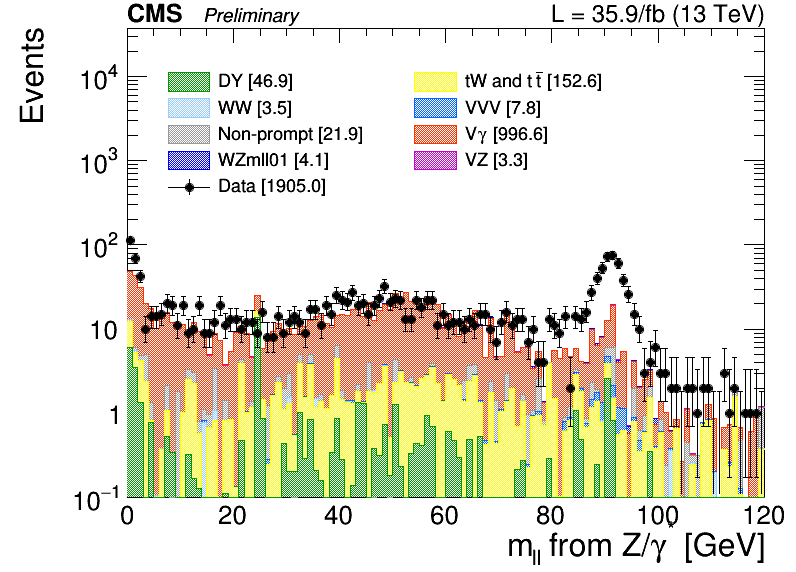 CMS Preliminary L = 35.9/fb (13 TeV)
Events
10⁴
10³
10²
10
1
10⁻¹
DY [46.9]
WW [3.5]
Non-prompt [21.9]
WZmll01 [4.1]
Data [1905.0]
tW and t t̅ [152.6]
VVV [7.8]
Vγ [996.6]
VZ [3.3]
0 20 40 60 80 100 120
m_ll from Z/γ* [GeV]